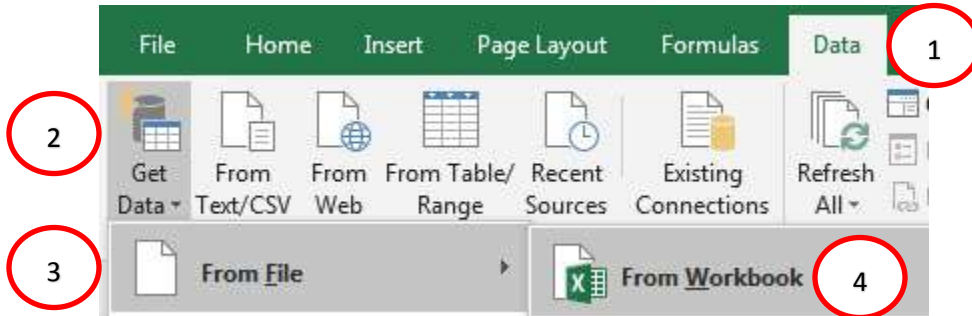 File Home Insert Page Layout Formulas Data 1
2
Get Data From Text/CSV From Web From Table/ Range Recent Sources Existing Connections Refresh All
3 From File From Workbook 4